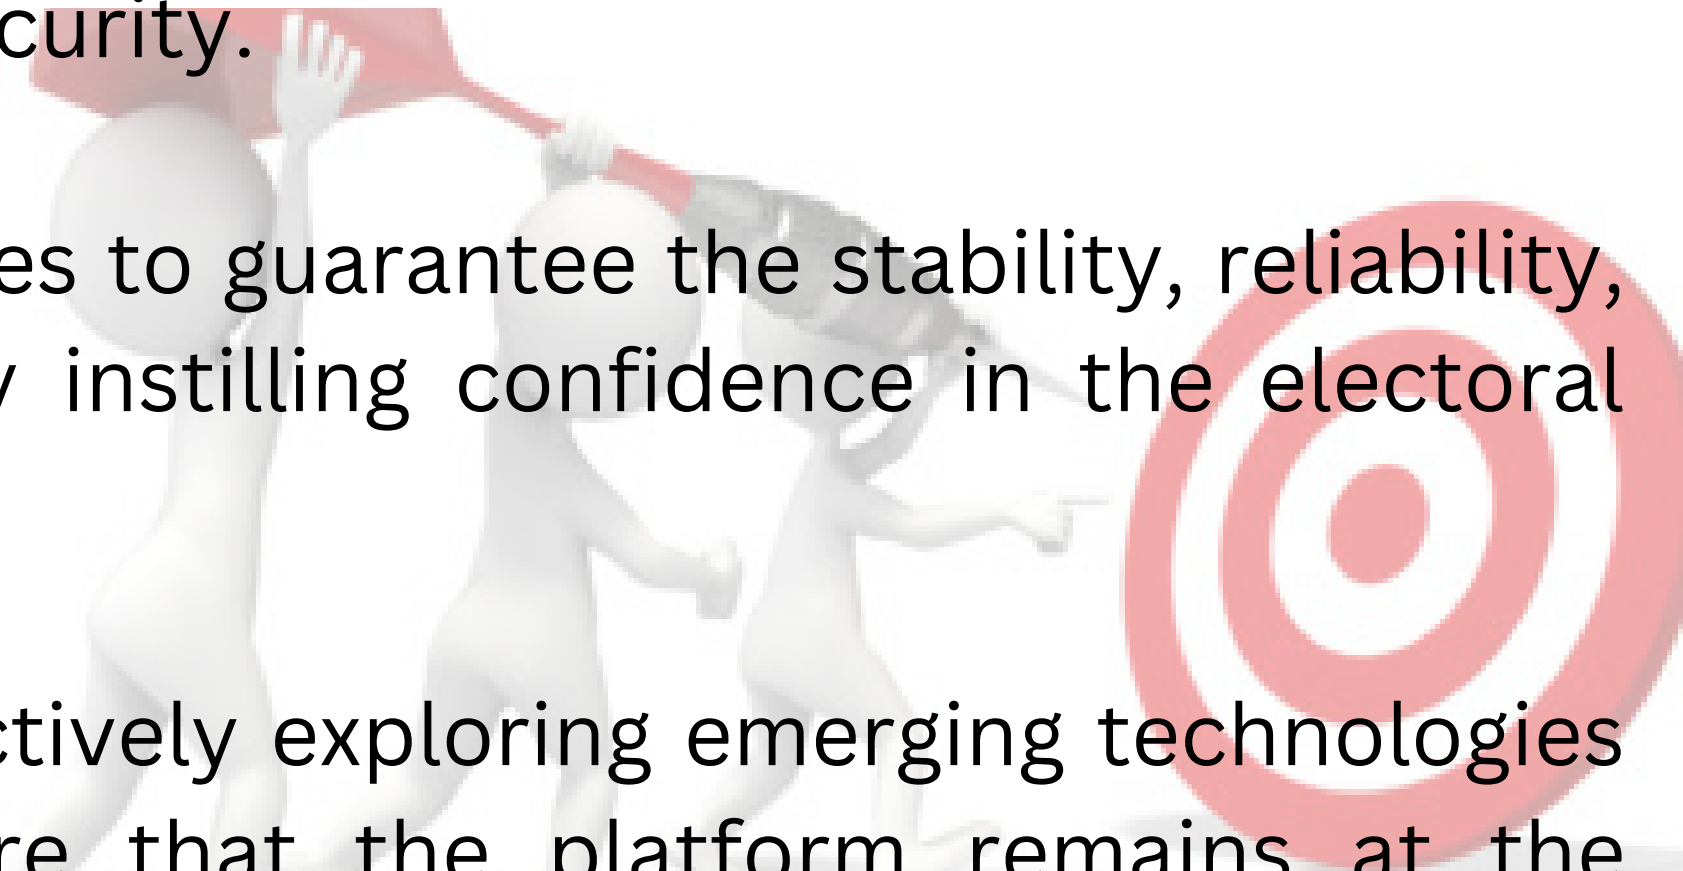 curity.
es to guarantee the stability, reliability,
y instilling confidence in the electoral
ctively exploring emerging technologies
re that the platform remains at the